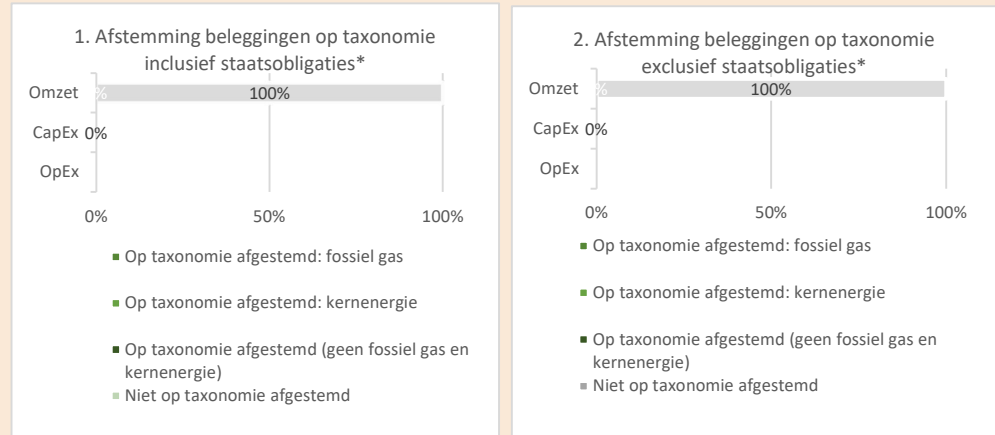 1. Afstemming beleggingen op taxonomie
inclusief staatsobligaties*
Omzet
%
100%
CapEx
0%
OpEx
0%
50%
100%
Op taxonomie afgestemd: fossiel gas
Op taxonomie afgestemd: kernenergie
Op taxonomie afgestemd (geen fossiel gas en
kernenergie)
Niet op taxonomie afgestemd
2. Afstemming beleggingen op taxonomie
exclusief staatsobligaties*
Omzet
%
100%
CapEx
0%
OpEx
0%
50%
100%
Op taxonomie afgestemd: fossiel gas
Op taxonomie afgestemd: kernenergie
Op taxonomie afgestemd (geen fossiel gas en
kernenergie)
Niet op taxonomie afgestemd